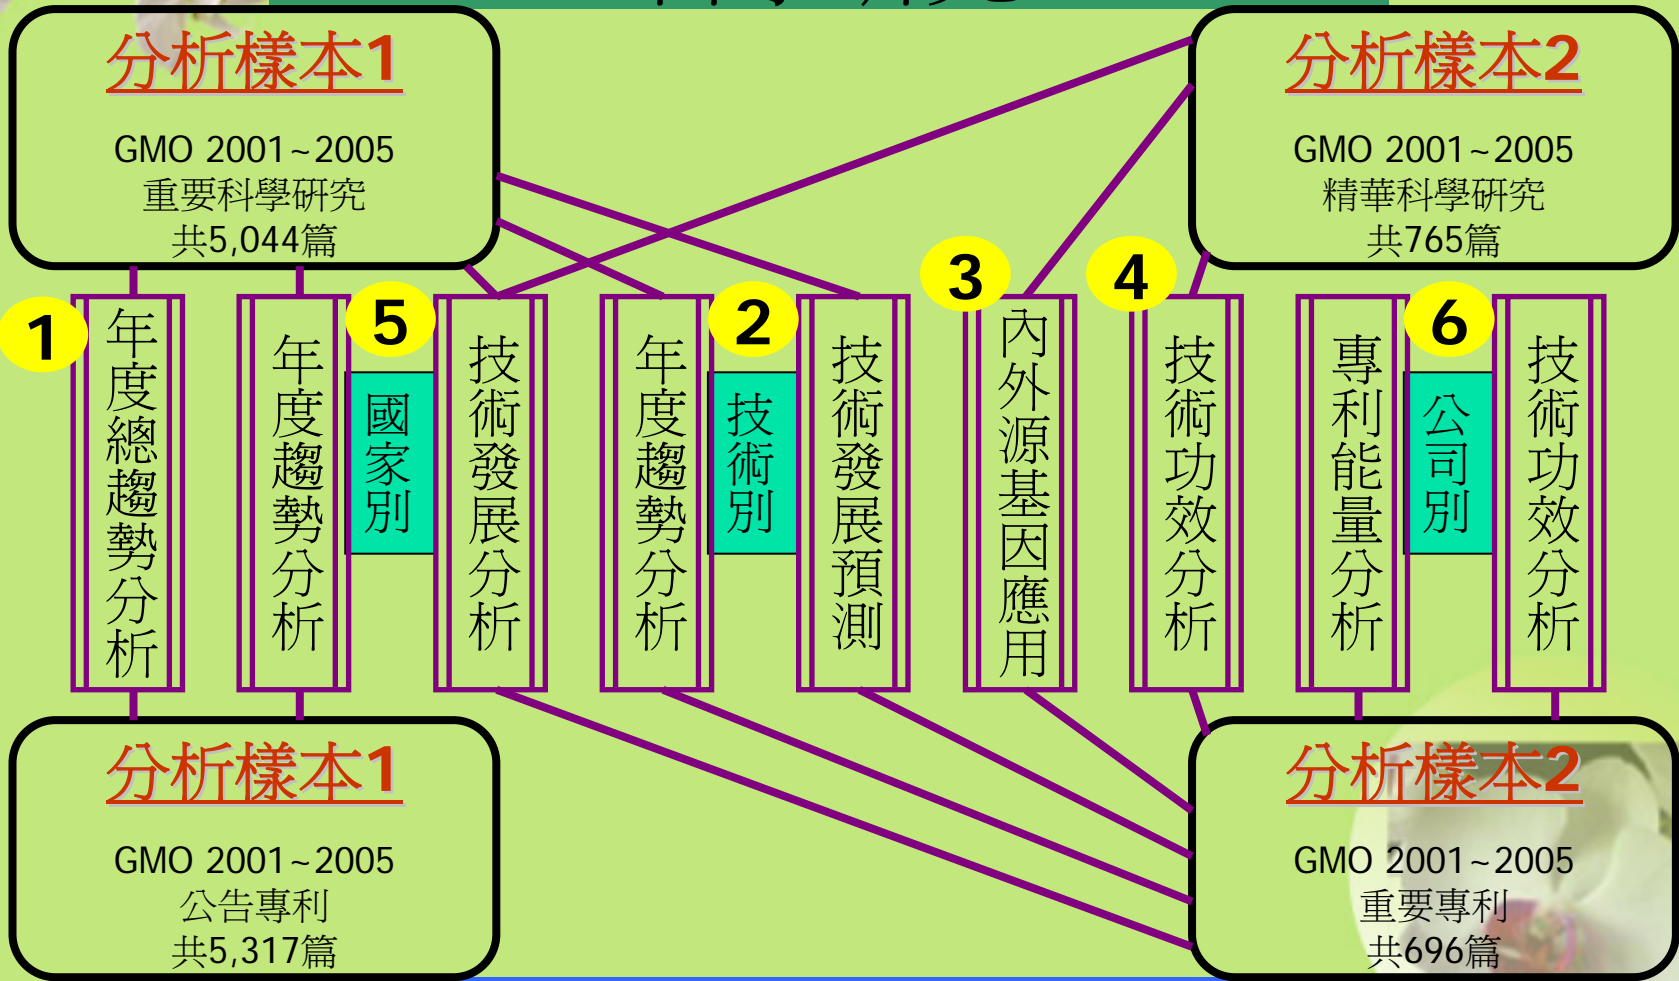 分析樣本1
GMO 2001~2005
重要科學研究
共5,044篇
分析樣本2
GMO 2001~2005
精華科學研究
共765篇
1
年度總趨勢分析
年度趨勢分析
5
國家別
技術發展分析
年度趨勢分析
2
技術別
技術發展預測
3
內外源基因應用
4
技術功效分析
專利能量分析
6
公司別
技術功效分析
分析樣本1
GMO 2001~2005
公告專利
共5,317篇
分析樣本2
GMO 2001~2005
重要專利
共696篇